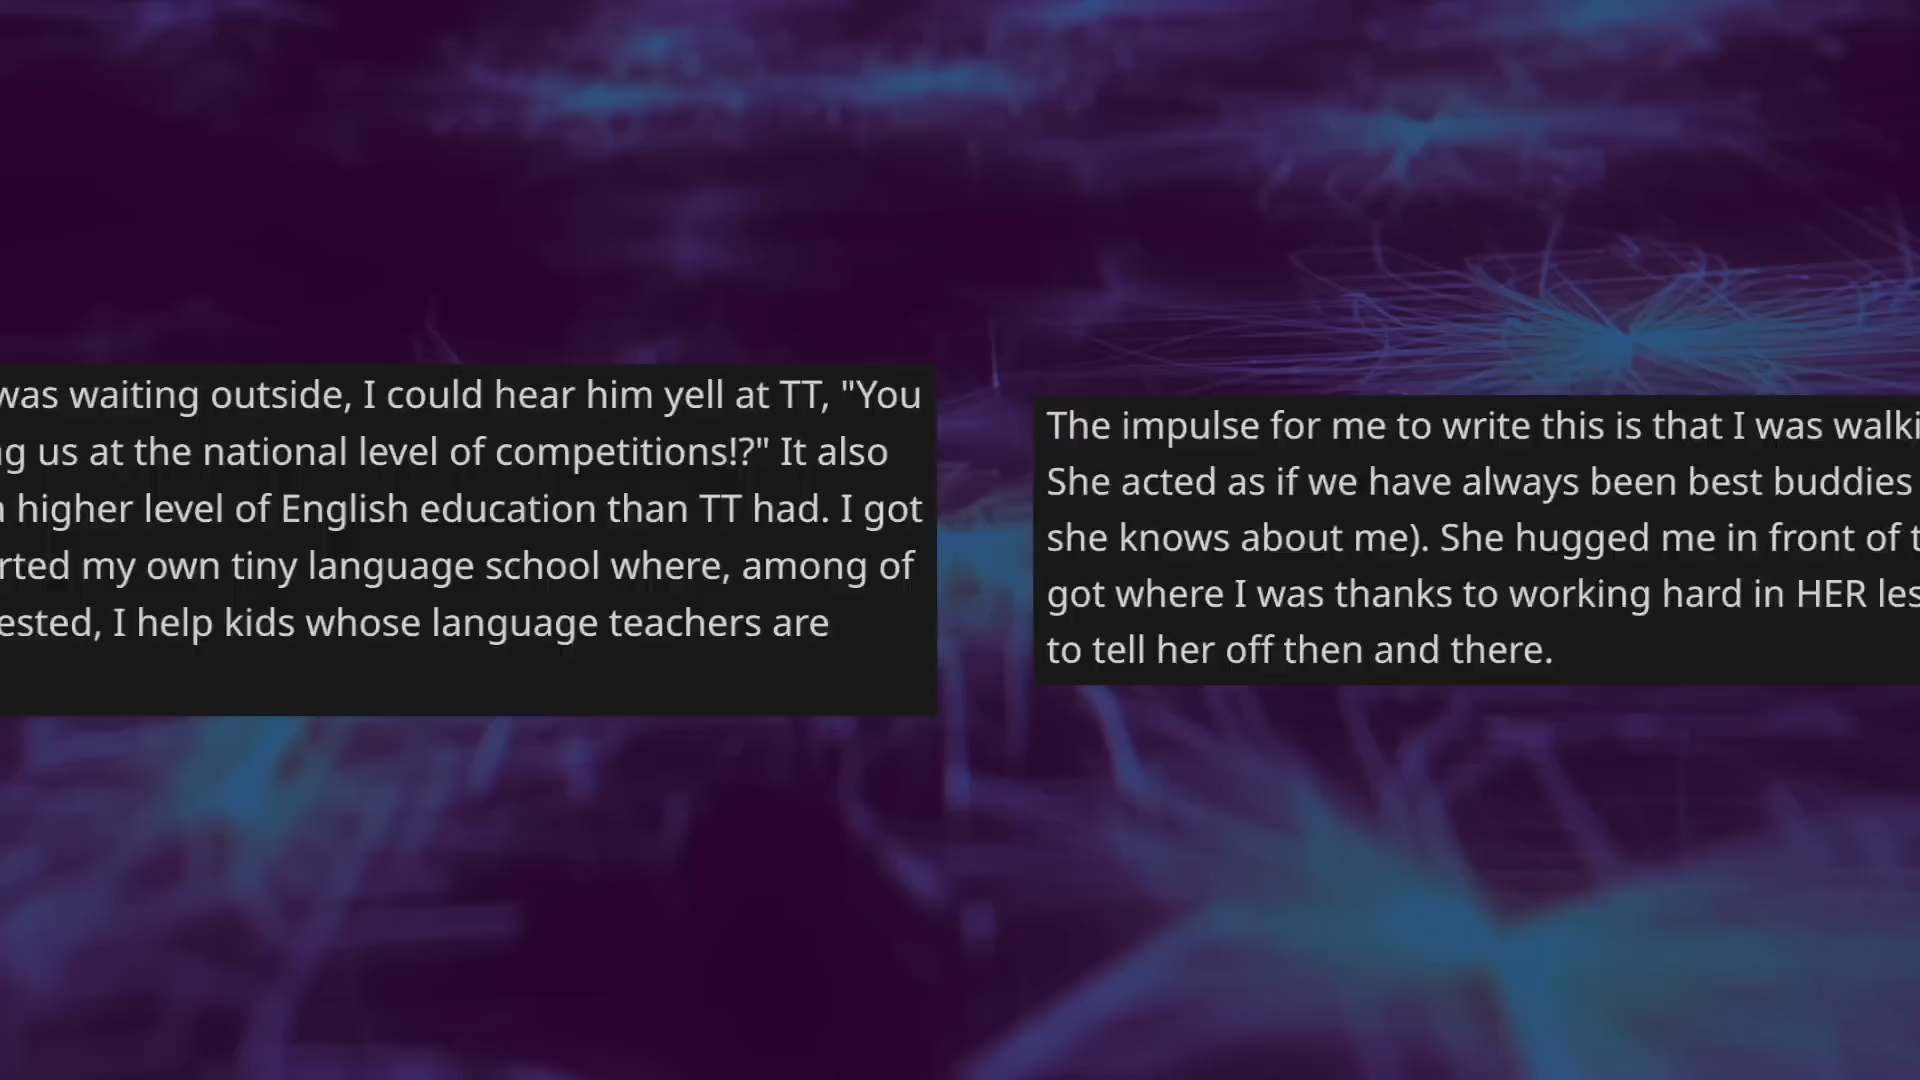 was waiting outside, I could hear him yell at TT, "You
us at the national level of competitions!?" It also
higher level of English education than TT had. I got
my own tiny language school where, among of
I help kids whose language teachers are
The impulse for me to write this is that I was
She acted as if we have always been best buddies
she knows about me). She hugged me in front of
got where I was thanks to working hard in HER
to tell her off then and there.